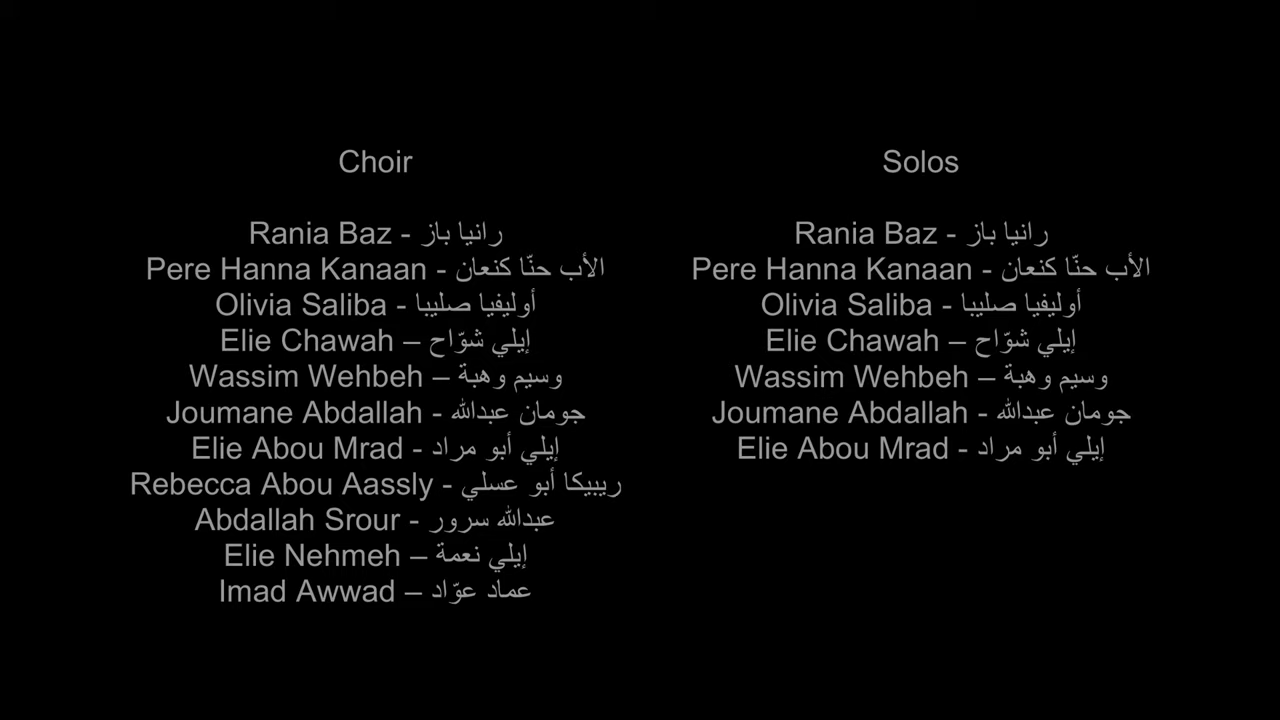 Choir
Rania Baz - رانيا باز
Pere Hanna Kanaan - الأب حنّا كنعان
Olivia Saliba - أوليفيا صليبا
Elie Chawah – إيلي شوّاح
Wassim Wehbeh – وسيم وهبة
Joumane Abdallah - جومان عبدالله
Elie Abou Mrad - إيلي أبو مراد
Rebecca Abou Aassly - ريبيكا أبو عسلي
Abdallah Srour - عبدالله سرور
Elie Nehmeh – إيلي نعمة
Imad Awwad – عماد عوّاد
Solos
Rania Baz - رانيا باز
Pere Hanna Kanaan - الأب حنّا كنعان
Olivia Saliba - أوليفيا صليبا
Elie Chawah – إيلي شوّاح
Wassim Wehbeh – وسيم وهبة
Joumane Abdallah - جومان عبدالله
Elie Abou Mrad - إيلي أبو مراد